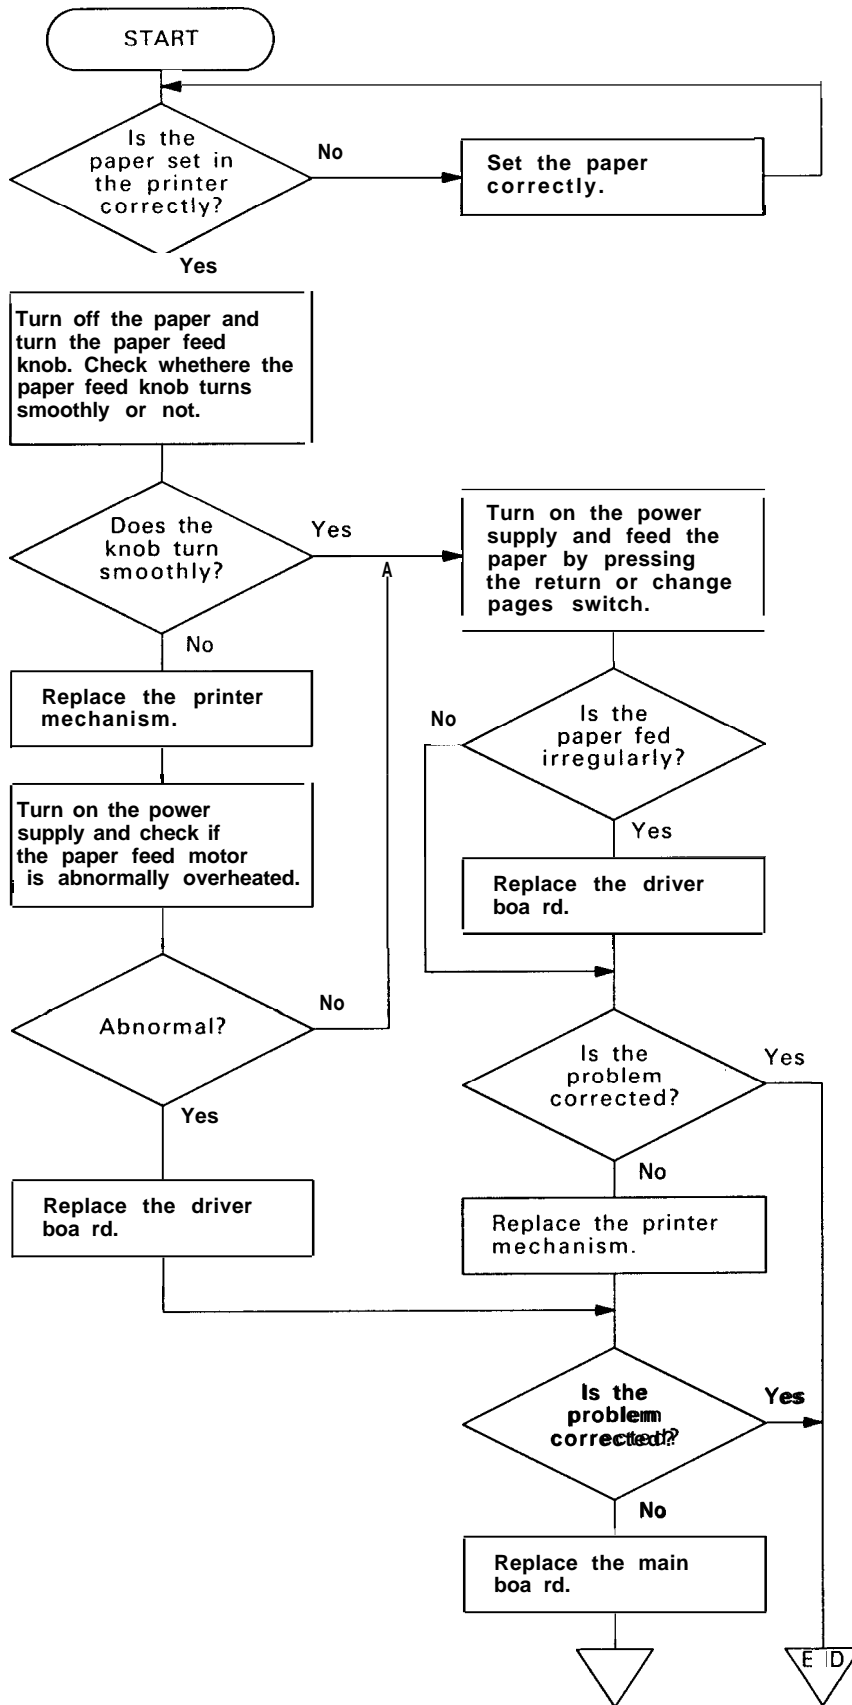 START
Is the
paper set in
the printer
correctly?
No
Set the paper
correctly.
Yes
Turn off the paper and
turn the paper feed
knob. Check whethere the
paper feed knob turns
smoothly or not.
Does the
knob turn
smoothly?
Yes
A
No
Turn on the power
supply and feed the
paper by pressing
the return or change
pages switch.
Replace the printer
mechanism.
Turn on the power
supply and check if
the paper feed motor
is abnormally overheated.
Is the
paper fed
irregularly?
No
Yes
Replace the driver
boa rd.
Abnormal?
No
Yes
Replace the driver
boa rd.
Is the
problem
corrected?
Yes
No
Replace the printer
mechanism.
Is the
problem
corrected?
Yes
No
Replace the main
boa rd.
E D